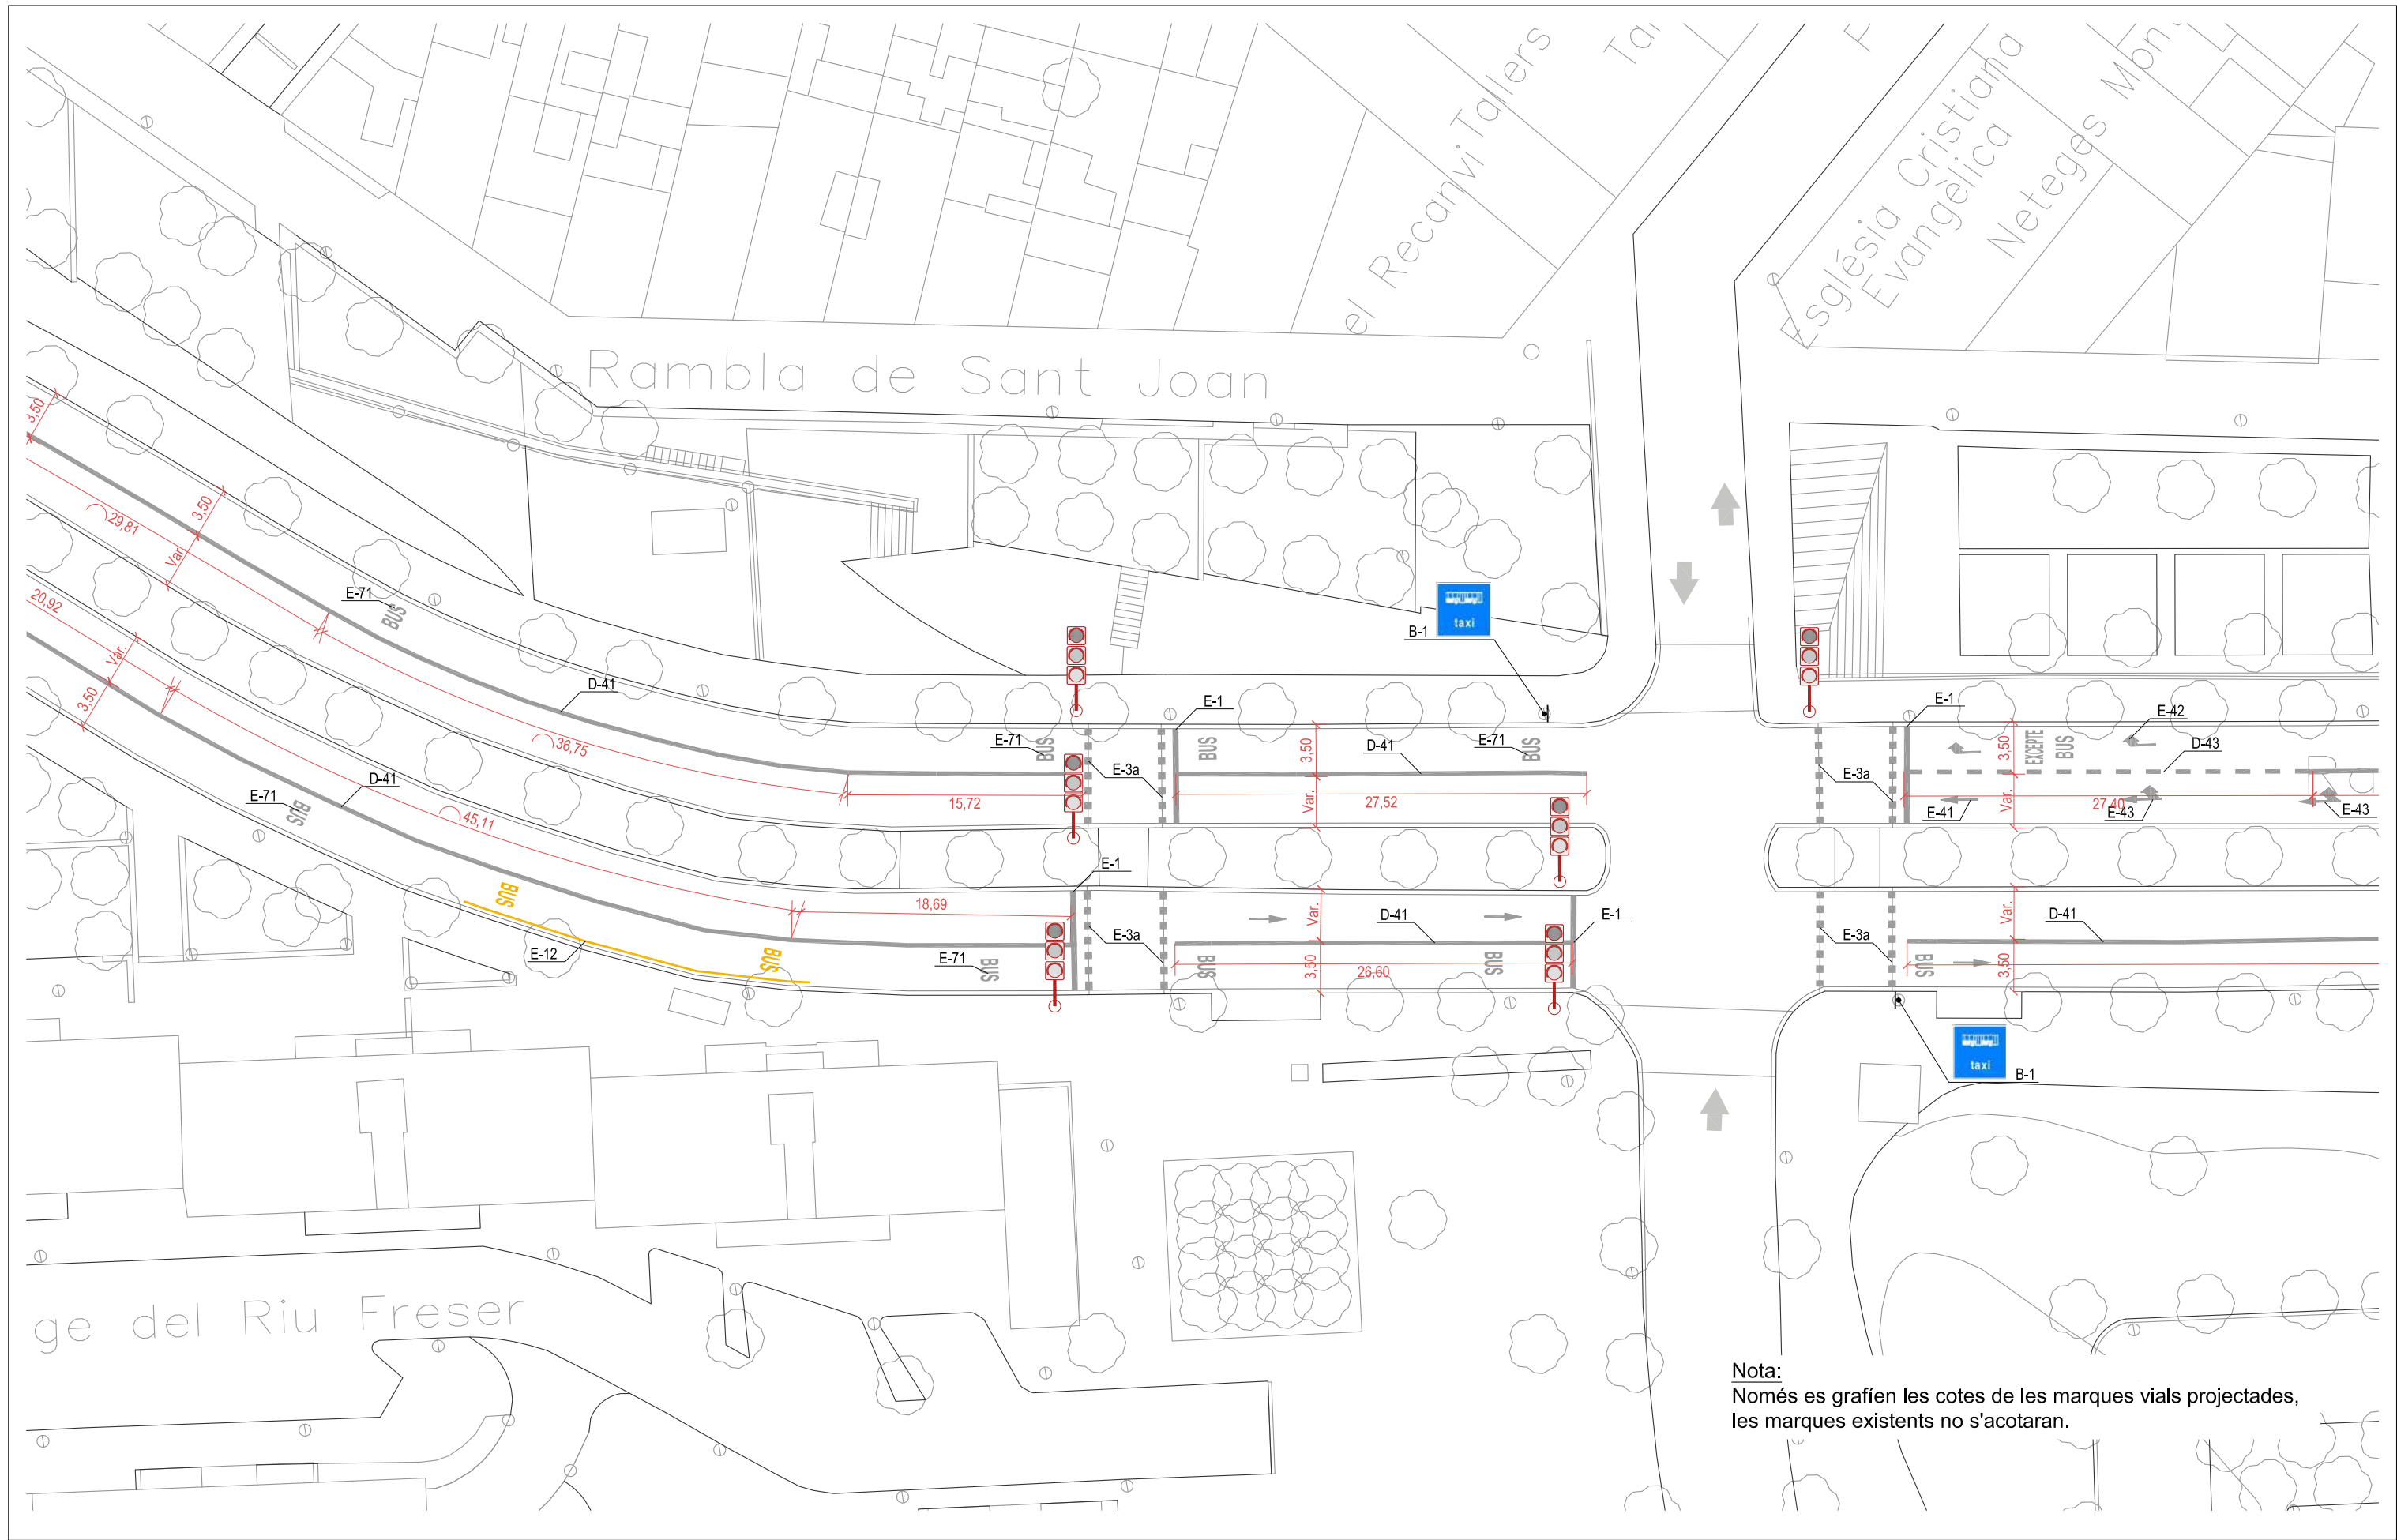 el Recanvi Tallers
Ta
P
Església Cristiana
Evangèlica
Neteges Mon
Rambla de Sant Joan
3,50
29,81
3,50
Var.
20,92
E-71
BUS
taxi
B-1
Var.
3,50
D-41
36,75
E-71
BUS
E-1
BUS
3,50
D-41
E-71
BUS
E-1
3,50
EXCEPTE
BUS
E-42
D-43
Ra
E-3a
15,72
Var.
27,52
E-3a
Var.
27,40
E-41
E-43
E-43
D-41
E-71
BUS
45,11
E-1
BUS
18,69
Var.
D-41
E-1
Var.
D-41
E-3a
E-3a
E-12
BUS
E-71
BUS
BUS
3,50
26,60
BUS
BUS
3,50
taxi
B-1
ge del Riu Freser
Nota:
Només es grafíen les cotes de les marques vials projectades,
les marques existents no s'acotaran.